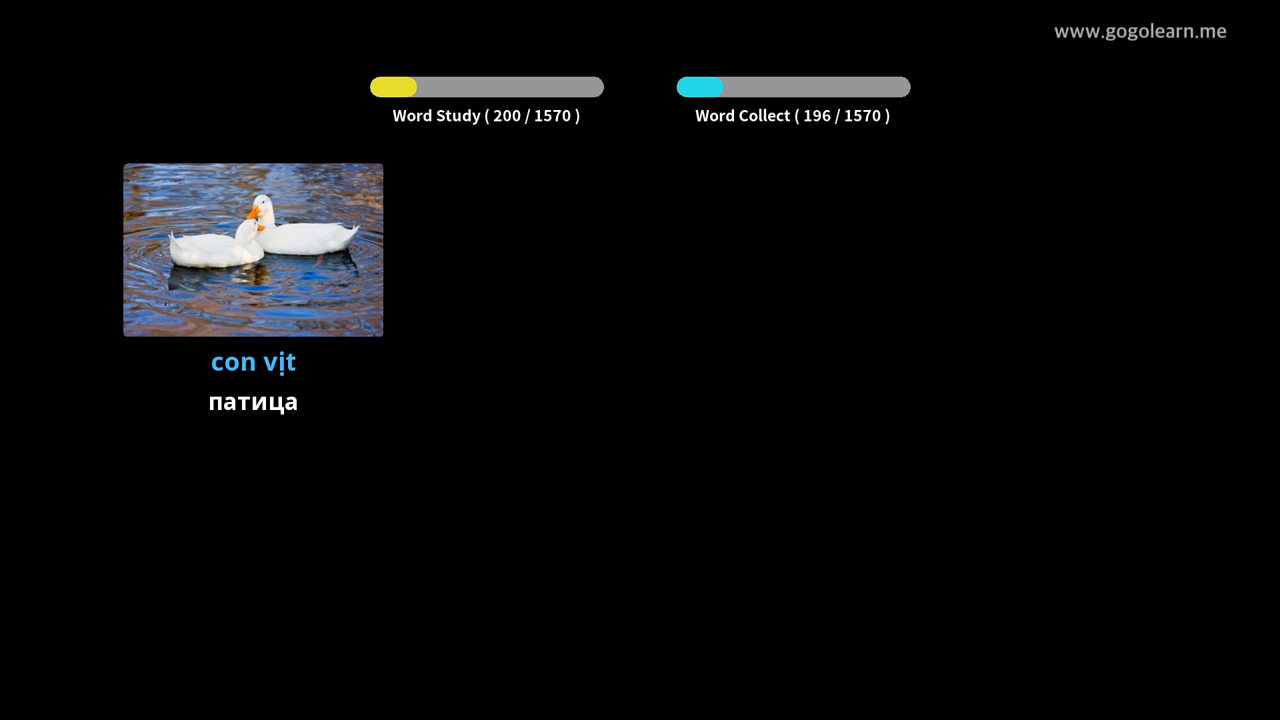 www.gogolearn.me
Word Study ( 200 / 1570 )
Word Collect ( 196 / 1570 )
con vịt
патица